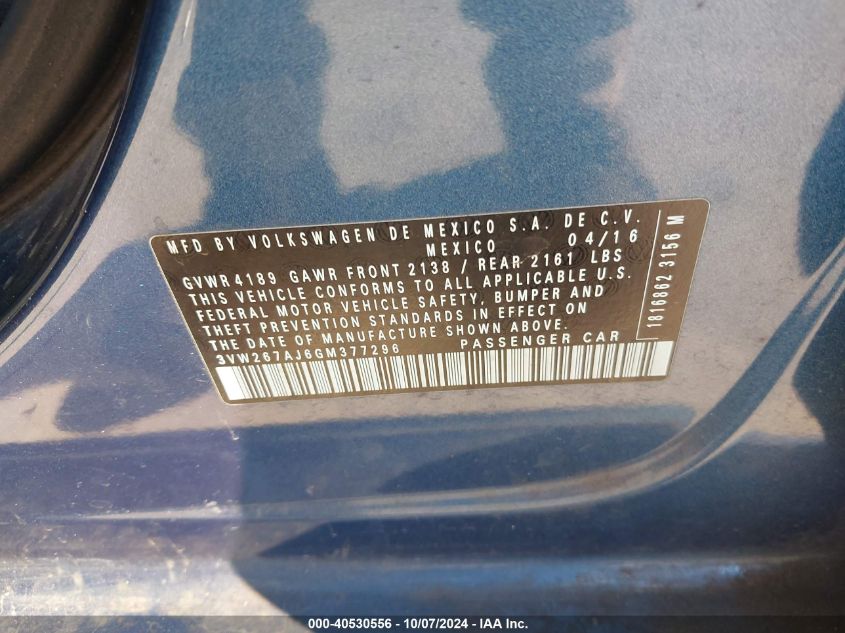 MFD BY VOLKSWAGEN DE MEXICO S.A. DE C.V.
MEXICO 04/16
GVWR 4189 GAWR FRONT 2138 / REAR 2161 LBS
THIS VEHICLE CONFORMS TO ALL APPLICABLE U.S.
FEDERAL MOTOR VEHICLE SAFETY, BUMPER AND
THEFT PREVENTION STANDARDS IN EFFECT ON
THE DATE OF MANUFACTURE SHOWN ABOVE.
3VW267AJ6GM377296 PASSENGER CAR
1816862 3156 M
000-40530556 - 10/07/2024 - IAA Inc.